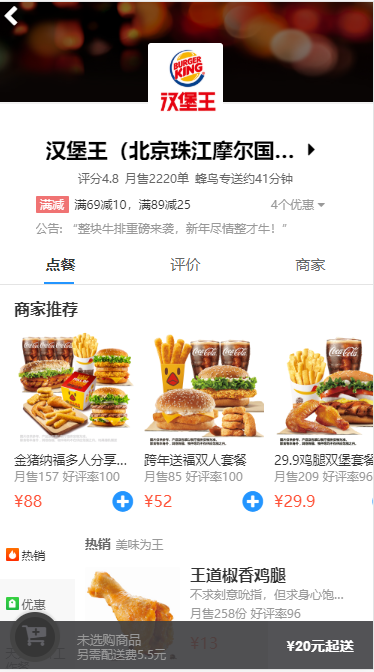 BURGER
KING
汉堡王
汉堡王（北京珠江摩尔国...
评分4.8 月售2220单 蜂鸟专送约41分钟
满减 满69减10，满89减25 4个优惠
公告: “整块牛排重磅来袭，新年尽情整才牛！”
点餐 评价 商家
商家推荐
金猪纳福多人分享... 跨年送福双人套餐 29.9鸡腿双堡套餐
月售157 好评率100 月售85 好评率100 月售209 好评率96
¥88 ¥52 ¥29.9
热销 美味为王
热销
王道椒香鸡腿
不求刻意吮指，但求身心饱...
月售258份 好评率96
¥13
优惠
未选购商品
另需配送费5.5元
¥20元起送